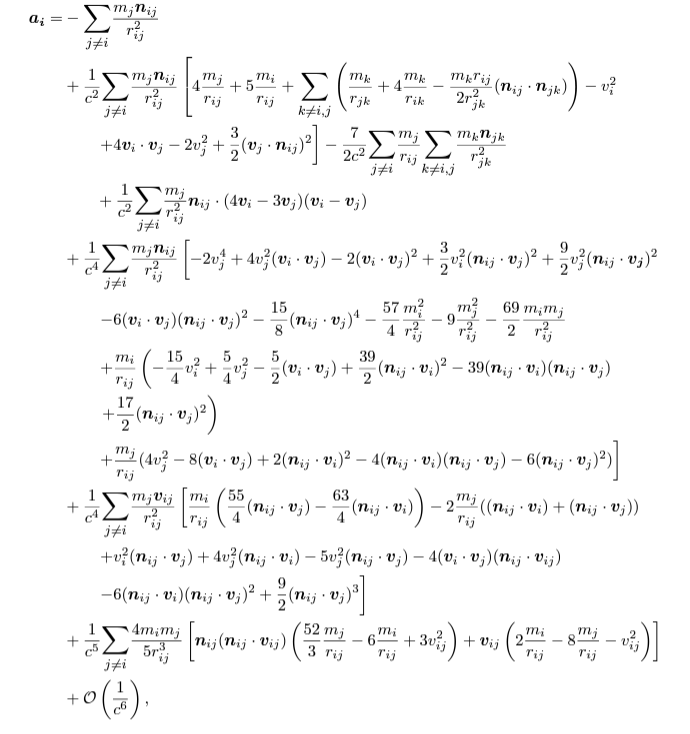 $\boldsymbol{a_i} = -\sum_{j \neq i} \frac{m_j \boldsymbol{n}_{ij}}{r_{ij}^2}$
$+ \frac{1}{c^2} \sum_{j \neq i} \frac{m_j \boldsymbol{n}_{ij}}{r_{ij}^2} \left[ 4\frac{m_j}{r_{ij}} + 5\frac{m_i}{r_{ij}} + \sum_{k \neq i,j} \left( \frac{m_k}{r_{jk}} + 4\frac{m_k}{r_{ik}} - \frac{m_k r_{ij}}{2r_{jk}^2} (\boldsymbol{n}_{ij} \cdot \boldsymbol{n}_{jk}) \right) - v_i^2 \right.$
$\left. +4\boldsymbol{v}_i \cdot \boldsymbol{v}_j - 2v_j^2 + \frac{3}{2}(\boldsymbol{v}_j \cdot \boldsymbol{n}_{ij})^2 \right] - \frac{7}{2c^2} \sum_{j \neq i} \frac{m_j}{r_{ij}} \sum_{k \neq i,j} \frac{m_k \boldsymbol{n}_{jk}}{r_{jk}^2}$
$+ \frac{1}{c^2} \sum_{j \neq i} \frac{m_j}{r_{ij}^2} \boldsymbol{n}_{ij} \cdot (4\boldsymbol{v}_i - 3\boldsymbol{v}_j)(\boldsymbol{v}_i - \boldsymbol{v}_j)$
$+ \frac{1}{c^4} \sum_{j \neq i} \frac{m_j \boldsymbol{n}_{ij}}{r_{ij}^2} \left[ -2v_j^4 + 4v_j^2(\boldsymbol{v}_i \cdot \boldsymbol{v}_j) - 2(\boldsymbol{v}_i \cdot \boldsymbol{v}_j)^2 + \frac{3}{2}v_i^2(\boldsymbol{n}_{ij} \cdot \boldsymbol{v}_j)^2 + \frac{9}{2}v_j^2(\boldsymbol{n}_{ij} \cdot \boldsymbol{v_j})^2 \right.$
$-6(\boldsymbol{v}_i \cdot \boldsymbol{v}_j)(\boldsymbol{n}_{ij} \cdot \boldsymbol{v}_j)^2 - \frac{15}{8}(\boldsymbol{n}_{ij} \cdot \boldsymbol{v}_j)^4 - \frac{57}{4}\frac{m_i^2}{r_{ij}^2} - 9\frac{m_j^2}{r_{ij}^2} - \frac{69}{2}\frac{m_i m_j}{r_{ij}^2}$
$+\frac{m_i}{r_{ij}} \left( -\frac{15}{4}v_i^2 + \frac{5}{4}v_j^2 - \frac{5}{2}(\boldsymbol{v}_i \cdot \boldsymbol{v}_j) + \frac{39}{2}(\boldsymbol{n}_{ij} \cdot \boldsymbol{v}_i)^2 - 39(\boldsymbol{n}_{ij} \cdot \boldsymbol{v}_i)(\boldsymbol{n}_{ij} \cdot \boldsymbol{v}_j) \right.$
$\left. +\frac{17}{2}(\boldsymbol{n}_{ij} \cdot \boldsymbol{v}_j)^2 \right)$
$\left. +\frac{m_j}{r_{ij}}(4v_j^2 - 8(\boldsymbol{v}_i \cdot \boldsymbol{v}_j) + 2(\boldsymbol{n}_{ij} \cdot \boldsymbol{v}_i)^2 - 4(\boldsymbol{n}_{ij} \cdot \boldsymbol{v}_i)(\boldsymbol{n}_{ij} \cdot \boldsymbol{v}_j) - 6(\boldsymbol{n}_{ij} \cdot \boldsymbol{v}_j)^2) \right]$
$+ \frac{1}{c^4} \sum_{j \neq i} \frac{m_j \boldsymbol{v}_{ij}}{r_{ij}^2} \left[ \frac{m_i}{r_{ij}} \left( \frac{55}{4}(\boldsymbol{n}_{ij} \cdot \boldsymbol{v}_j) - \frac{63}{4}(\boldsymbol{n}_{ij} \cdot \boldsymbol{v}_i) \right) - 2\frac{m_j}{r_{ij}}((\boldsymbol{n}_{ij} \cdot \boldsymbol{v}_i) + (\boldsymbol{n}_{ij} \cdot \boldsymbol{v}_j)) \right.$
$+v_i^2(\boldsymbol{n}_{ij} \cdot \boldsymbol{v}_j) + 4v_j^2(\boldsymbol{n}_{ij} \cdot \boldsymbol{v}_i) - 5v_j^2(\boldsymbol{n}_{ij} \cdot \boldsymbol{v}_j) - 4(\boldsymbol{v}_i \cdot \boldsymbol{v}_j)(\boldsymbol{n}_{ij} \cdot \boldsymbol{v}_{ij})$
$\left. -6(\boldsymbol{n}_{ij} \cdot \boldsymbol{v}_i)(\boldsymbol{n}_{ij} \cdot \boldsymbol{v}_j)^2 + \frac{9}{2}(\boldsymbol{n}_{ij} \cdot \boldsymbol{v}_j)^3 \right]$
$+ \frac{1}{c^5} \sum_{j \neq i} \frac{4m_i m_j}{5r_{ij}^3} \left[ \boldsymbol{n}_{ij}(\boldsymbol{n}_{ij} \cdot \boldsymbol{v}_{ij}) \left( \frac{52}{3}\frac{m_j}{r_{ij}} - 6\frac{m_i}{r_{ij}} + 3v_{ij}^2 \right) + \boldsymbol{v}_{ij} \left( 2\frac{m_i}{r_{ij}} - 8\frac{m_j}{r_{ij}} - v_{ij}^2 \right) \right]$
$+ \mathcal{O}\left( \frac{1}{c^6} \right),$